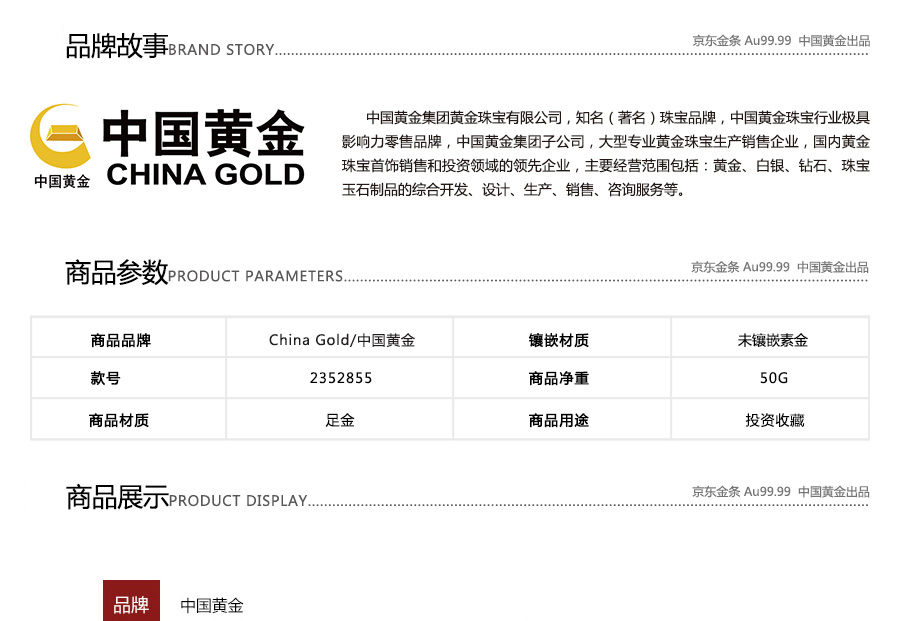 品牌故事BRAND STORY
京东金条 Au99.99 中国黄金出品
中国黄金
中国黄金
CHINA GOLD
中国黄金集团黄金珠宝有限公司，知名（著名）珠宝品牌，中国黄金珠宝行业极具
影响力零售品牌，中国黄金集团子公司，大型专业黄金珠宝生产销售企业，国内黄金
珠宝首饰销售和投资领域的领先企业，主要经营范围包括：黄金、白银、钻石、珠宝
玉石制品的综合开发、设计、生产、销售、咨询服务等。
商品参数PRODUCT PARAMETERS
京东金条 Au99.99 中国黄金出品
商品品牌 China Gold/中国黄金 镶嵌材质 未镶嵌素金
款号 2352855 商品净重 50G
商品材质 足金 商品用途 投资收藏
商品展示PRODUCT DISPLAY
京东金条 Au99.99 中国黄金出品
品牌 中国黄金